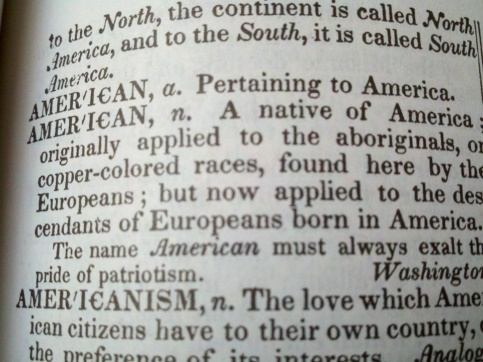 to the North, the continent is called North
America, and to the South, it is called South
America.
AMER'ICAN, a. Pertaining to America.
AMER'ICAN, n. A native of America ;
originally applied to the aboriginals, or
copper-colored races, found here by the
Europeans ; but now applied to the des
cendants of Europeans born in America.
The name American must always exalt th
pride of patriotism. Washington
AMER'ICANISM, n. The love which Amer
ican citizens have to their own country,
the preference of its interests. Analog